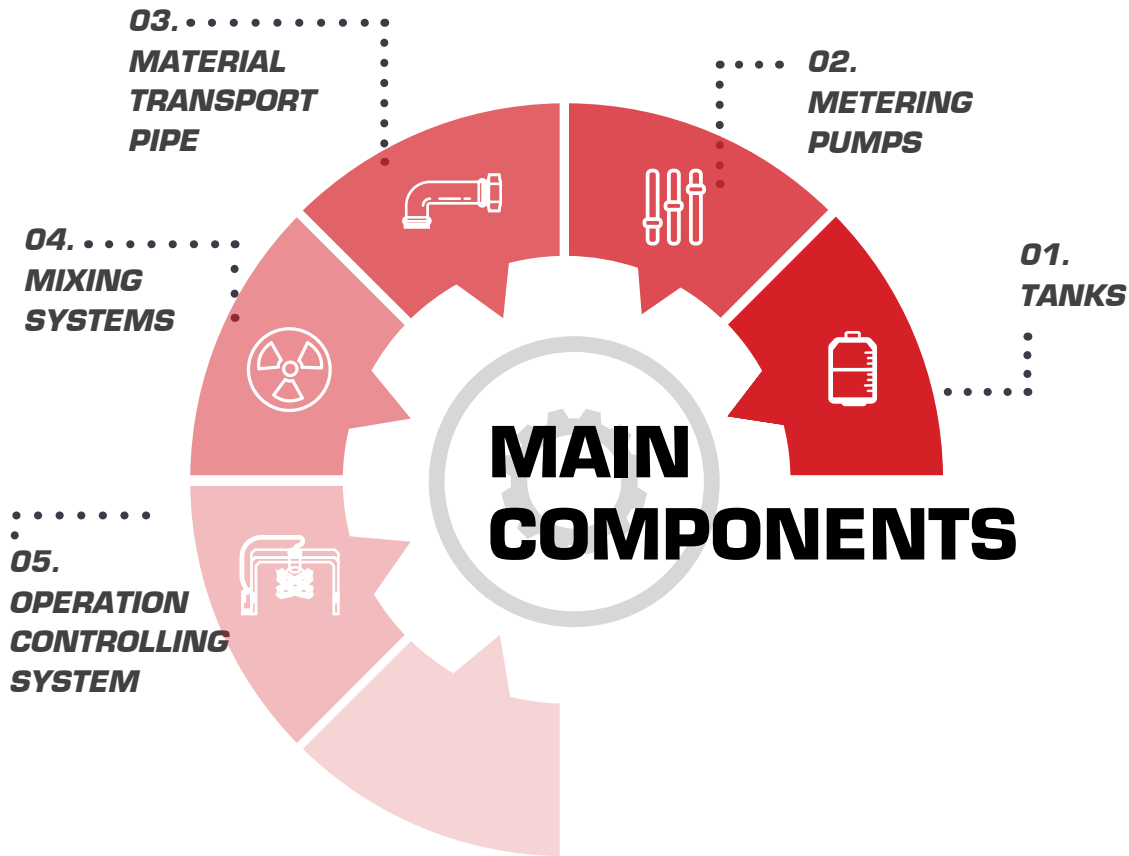 01.
TANKS
02.
METERING
PUMPS
03.
MATERIAL
TRANSPORT
PIPE
04.
MIXING
SYSTEMS
05.
OPERATION
CONTROLLING
SYSTEM
MAIN
COMPONENTS